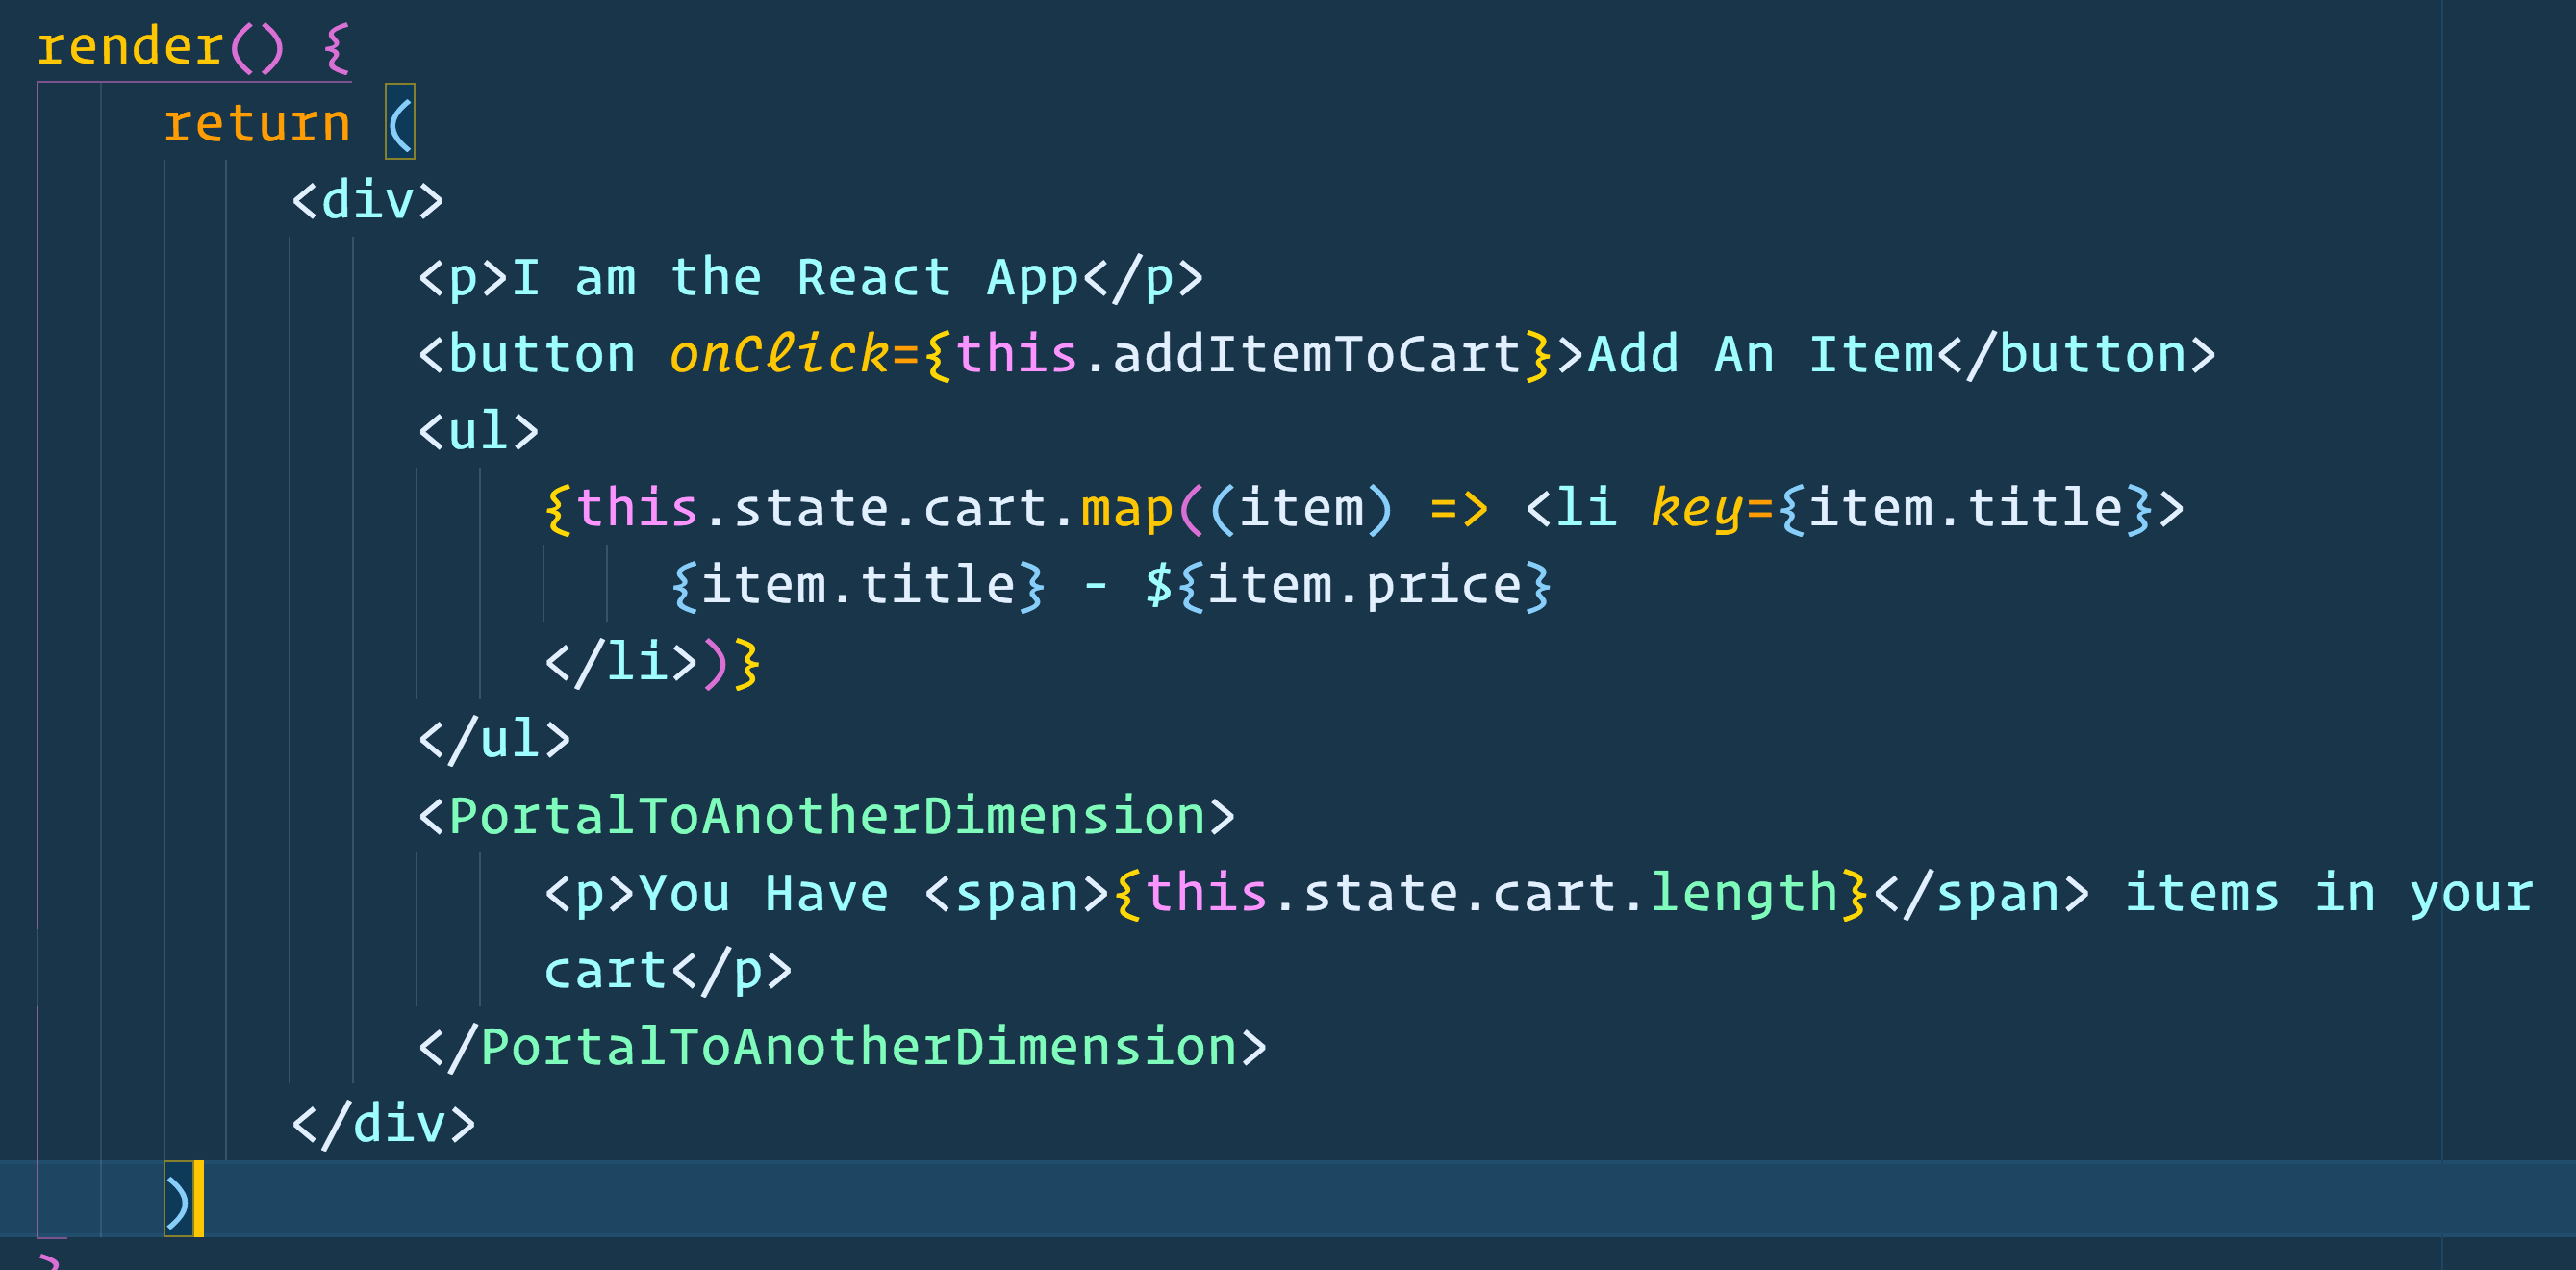 render() {
return (
<div>
<p>I am the React App</p>
<button onClick={this.addItemToCart}>Add An Item</button>
<ul>
{this.state.cart.map((item) => <li key={item.title}>
{item.title} - ${item.price}
</li>)}
</ul>
<PortalToAnotherDimension>
<p>You Have <span>{this.state.cart.length}</span> items in your
cart</p>
</PortalToAnotherDimension>
</div>
)